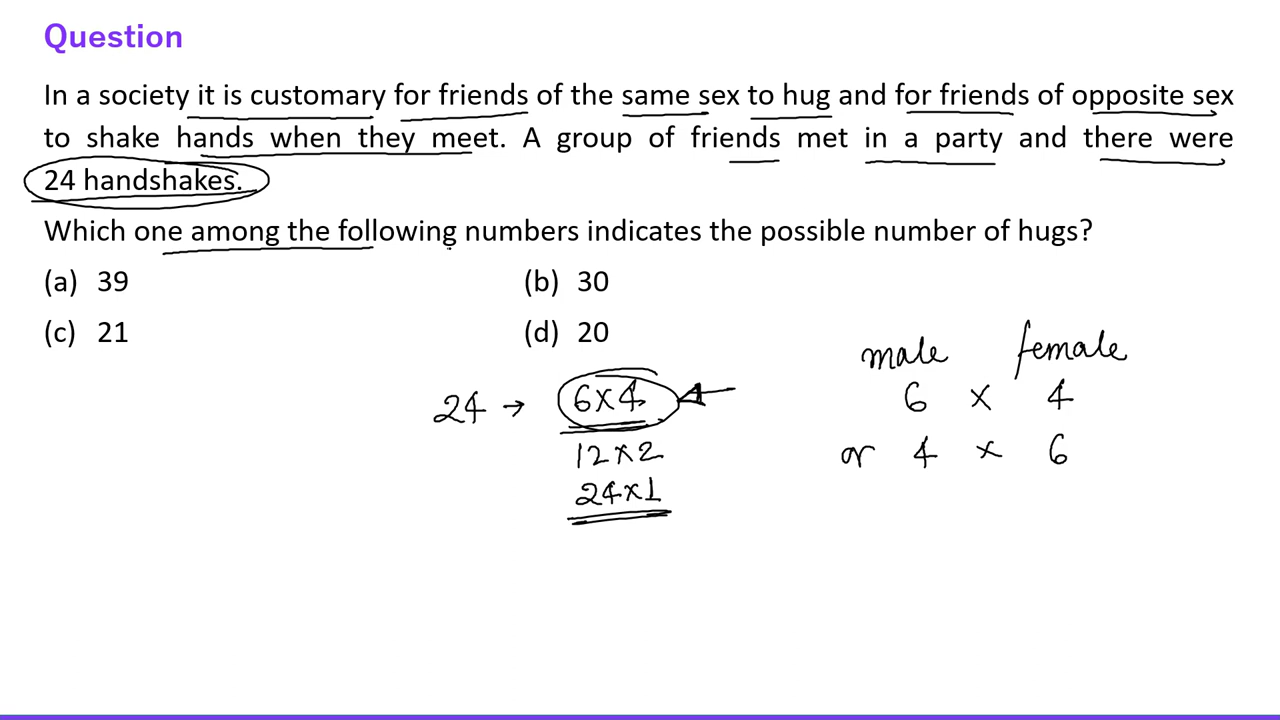 Question
In a society it is customary for friends of the same sex to hug and for friends of opposite sex
to shake hands when they meet. A group of friends met in a party and there were
24 handshakes.
Which one among the following numbers indicates the possible number of hugs?
(a) 39 (b) 30
(c) 21 (d) 20
male female
24 → 6×4 6 × 4
12×2 or 4 × 6
24×1